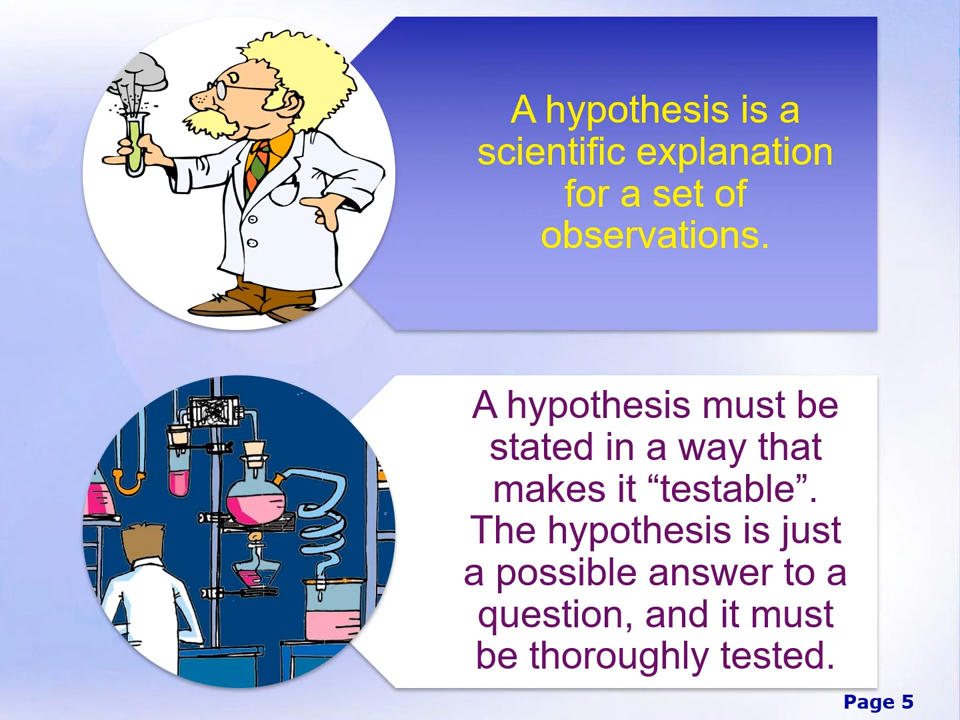 A hypothesis is a
scientific explanation
for a set of
observations.
A hypothesis must be
stated in a way that
makes it “testable”.
The hypothesis is just
a possible answer to a
question, and it must
be thoroughly tested.
Page 5